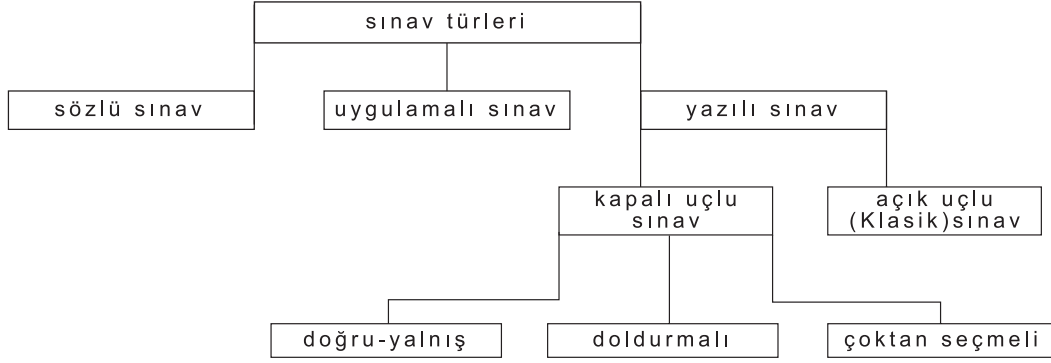 sınav türleri
sözlü sınav
uygulamalı sınav
yazılı sınav
kapalı uçlu
sınav
açık uçlu
(Klasik)sınav
doğru-yalnış
doldurmalı
çoktan seçmeli